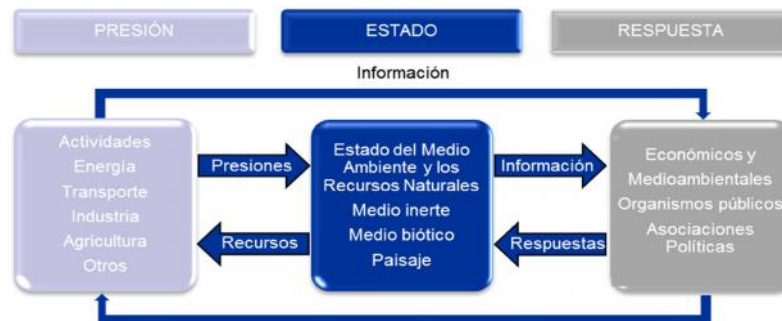 PRESIÓN
ESTADO
RESPUESTA
Información
Actividades
Energía
Transporte
Industria
Agricultura
Otros
Presiones
Recursos
Estado del Medio
Ambiente y los
Recursos Naturales
Medio inerte
Medio biótico
Paisaje
Información
Respuestas
Económicos y
Medioambientales
Organismos públicos
Asociaciones
Políticas